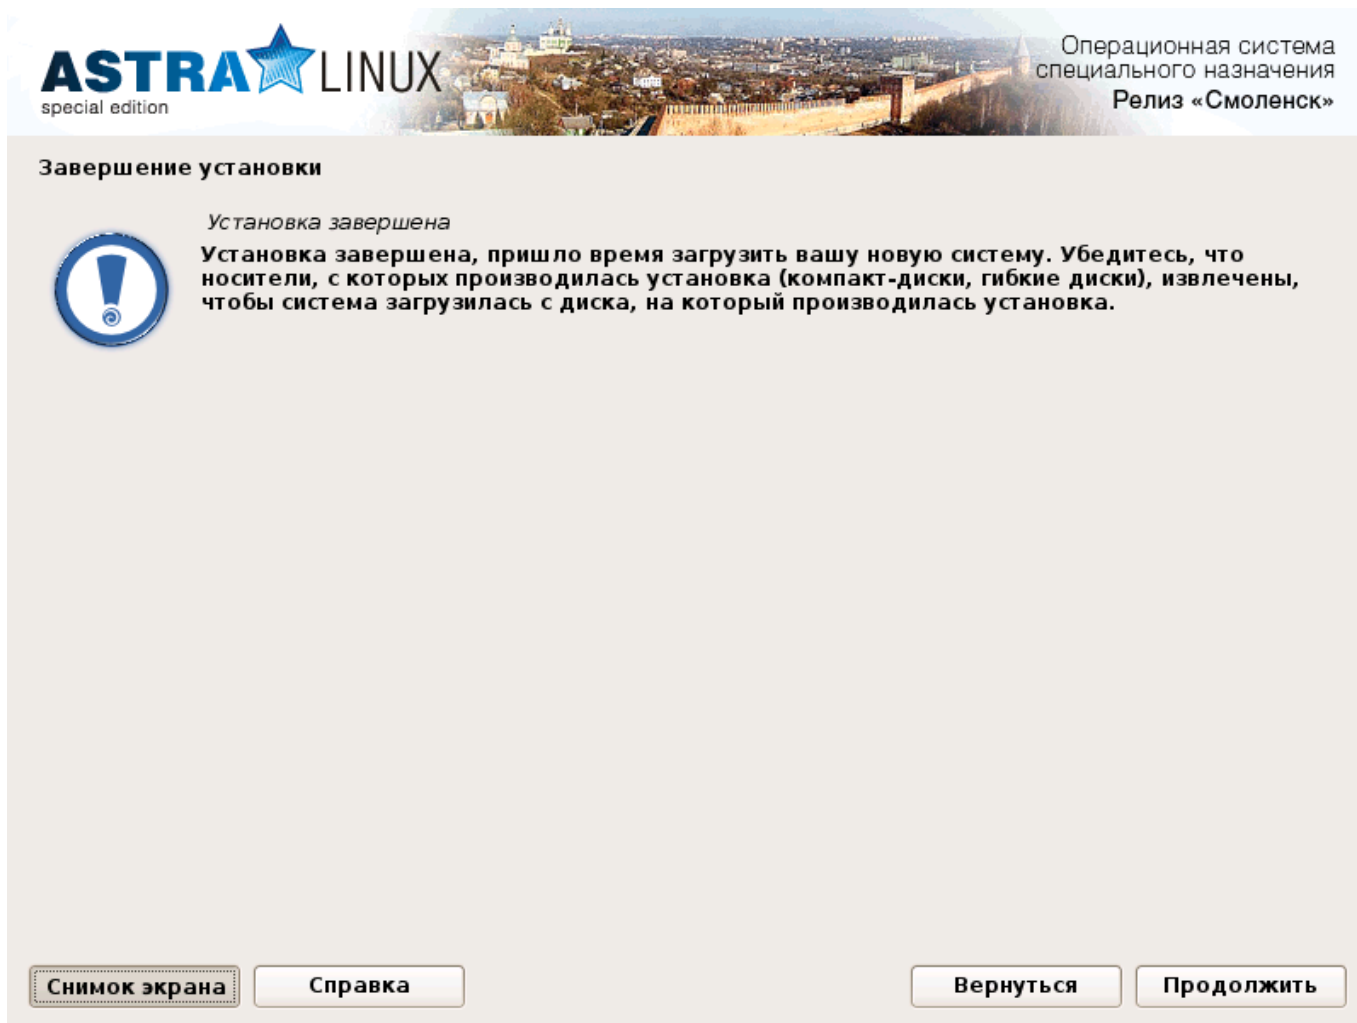 ASTRA LINUX
special edition
Операционная система
специального назначения
Релиз «Смоленск»
Завершение установки
Установка завершена
Установка завершена, пришло время загрузить вашу новую систему. Убедитесь, что
носители, с которых производилась установка (компакт-диски, гибкие диски), извлечены,
чтобы система загрузилась с диска, на который производилась установка.
Снимок экрана
Справка
Вернуться
Продолжить